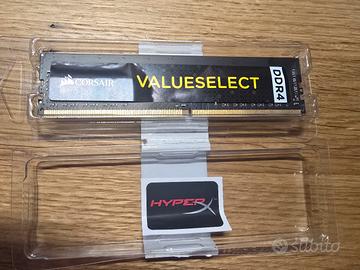 CORSAIR
VALUESELECT
DDR4
HYPERX
Subito